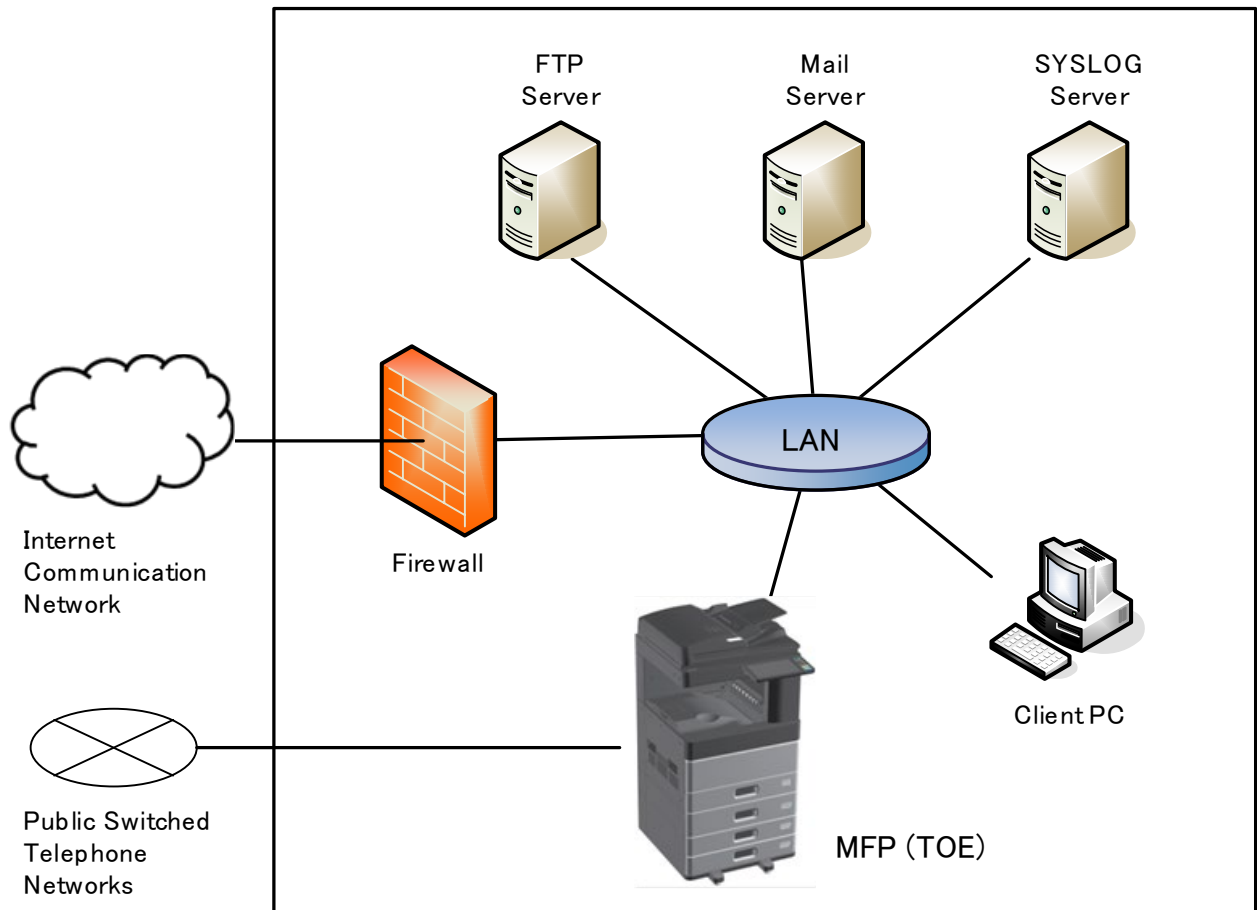 FTP
Server
Mail
Server
SYSLOG
Server
LAN
Internet
Communication
Network
Firewall
Client PC
Public Switched
Telephone
Networks
MFP (TOE)